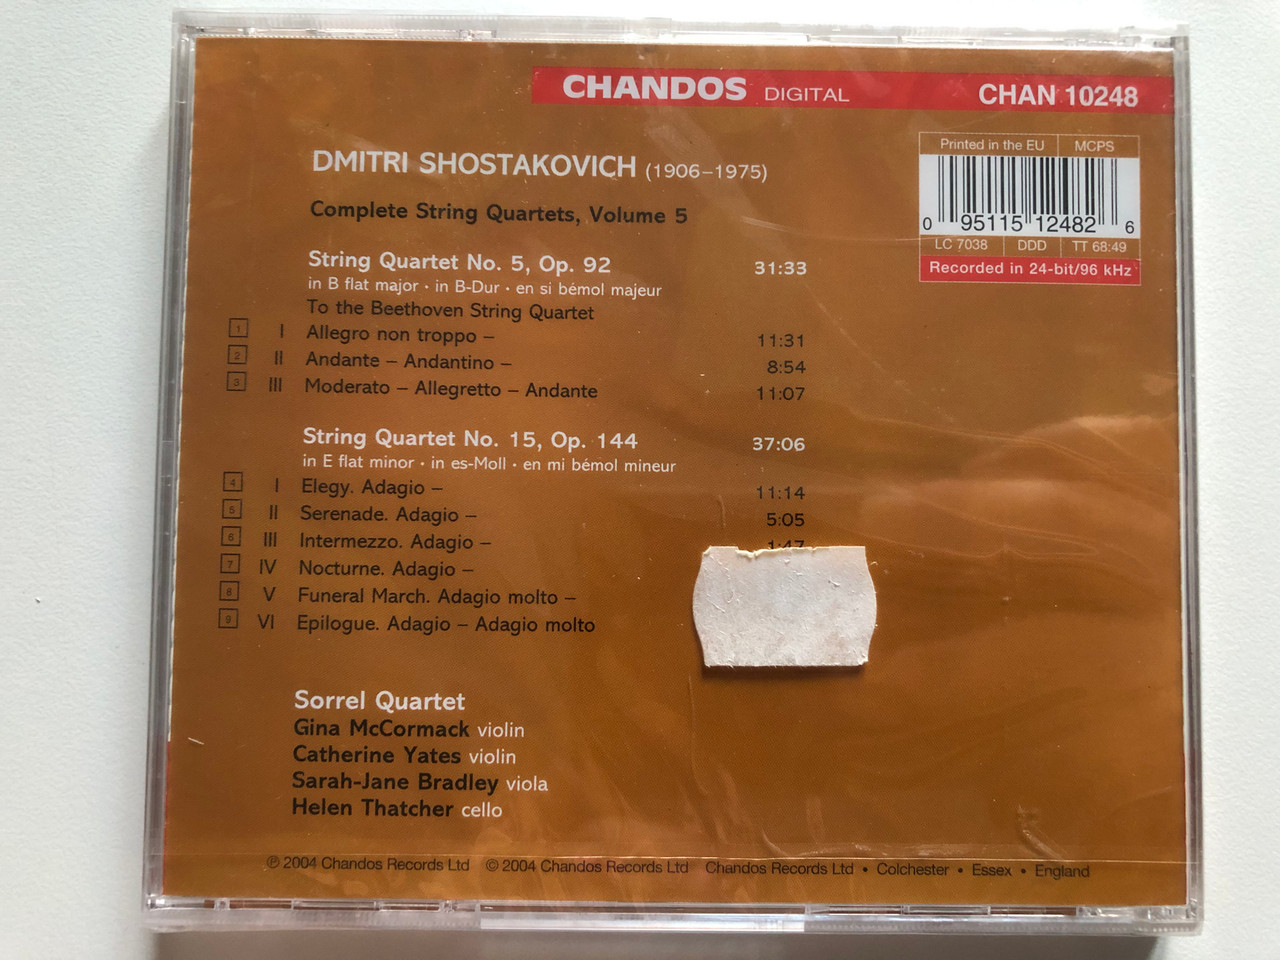 CHANDOS DIGITAL CHAN 10248
Printed in the EU MCPS
0 95115 12482 6
LC 7038 DDD TT 68:49
Recorded in 24-bit/96 kHz
DMITRI SHOSTAKOVICH (1906–1975)
Complete String Quartets, Volume 5
String Quartet No. 5, Op. 92 31:33
in B flat major · in B-Dur · en si bémol majeur
To the Beethoven String Quartet
1 I Allegro non troppo – 11:31
2 II Andante – Andantino – 8:54
3 III Moderato – Allegretto – Andante 11:07
String Quartet No. 15, Op. 144 37:06
in E flat minor · in es-Moll · en mi bémol mineur
4 I Elegy. Adagio – 11:14
5 II Serenade. Adagio – 5:05
6 III Intermezzo. Adagio – 1:47
7 IV Nocturne. Adagio –
8 V Funeral March. Adagio molto –
9 VI Epilogue. Adagio – Adagio molto
Sorrel Quartet
Gina McCormack violin
Catherine Yates violin
Sarah-Jane Bradley viola
Helen Thatcher cello
℗ 2004 Chandos Records Ltd © 2004 Chandos Records Ltd Chandos Records Ltd • Colchester • Essex • England